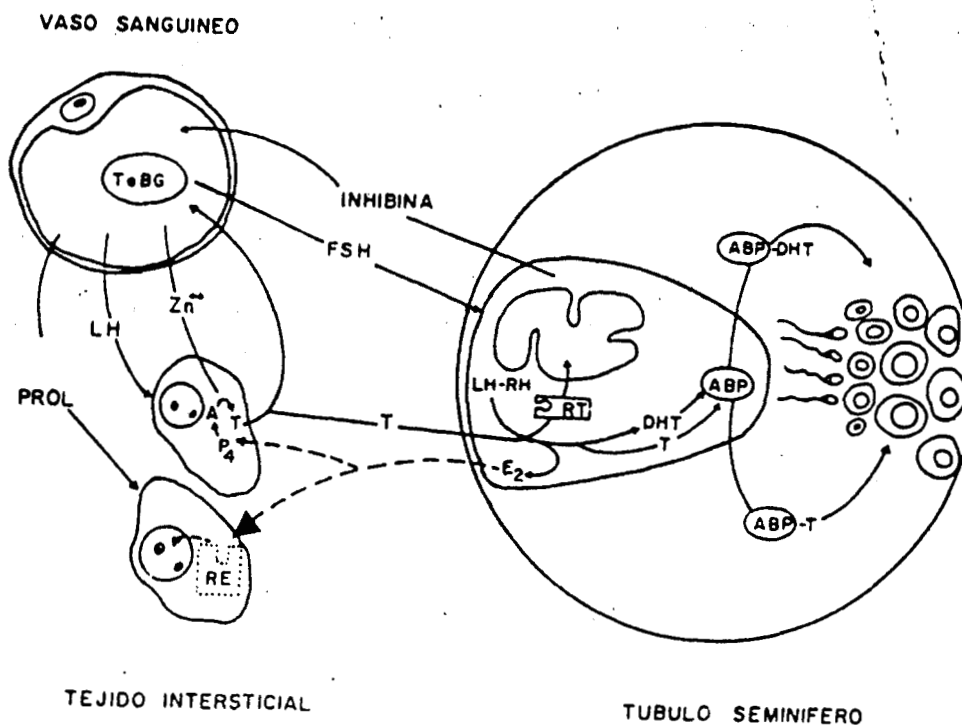 VASO SANGUINEO
TeBG
INHIBINA
FSH
Zn++
LH
PROL
A
T
P4
T
LH-RH
RT
DHT
T
E2
ABP
ABP-DHT
ABP-T
RE
TEJIDO INTERSTICIAL
TUBULO SEMINIFERO